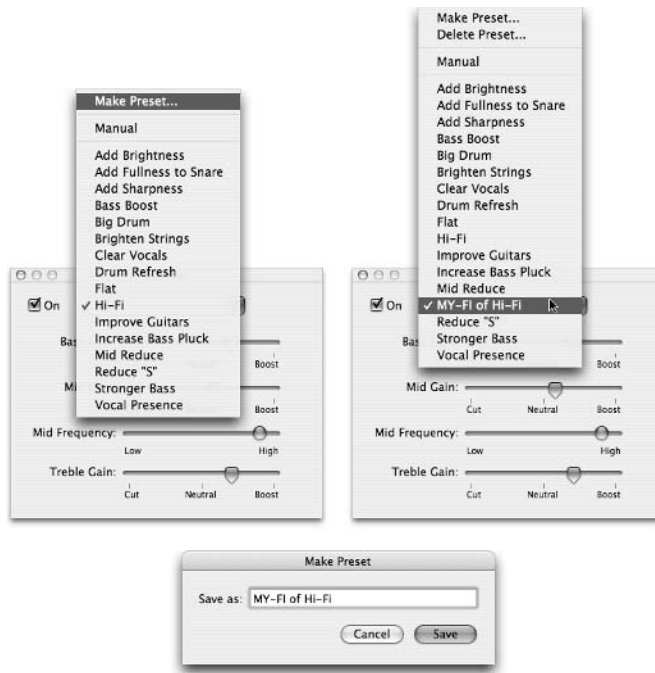 Make Preset...
Manual
Add Brightness
Add Fullness to Snare
Add Sharpness
Bass Boost
Big Drum
Brighten Strings
Clear Vocals
Drum Refresh
Flat
✓ Hi-Fi
Improve Guitars
Increase Bass Pluck
Mid Reduce
Reduce "S"
Stronger Bass
Vocal Presence
On
Boost
Boost
Mid Frequency:
Low High
Treble Gain:
Cut Neutral Boost
Make Preset...
Delete Preset...
Manual
Add Brightness
Add Fullness to Snare
Add Sharpness
Bass Boost
Big Drum
Brighten Strings
Clear Vocals
Drum Refresh
Flat
Hi-Fi
Improve Guitars
Increase Bass Pluck
Mid Reduce
✓ MY-FI of Hi-Fi
Reduce "S"
Stronger Bass
Vocal Presence
On
Boost
Mid Gain:
Cut Neutral Boost
Mid Frequency:
Low High
Treble Gain:
Cut Neutral Boost
Make Preset
Save as: MY-FI of Hi-Fi
Cancel Save